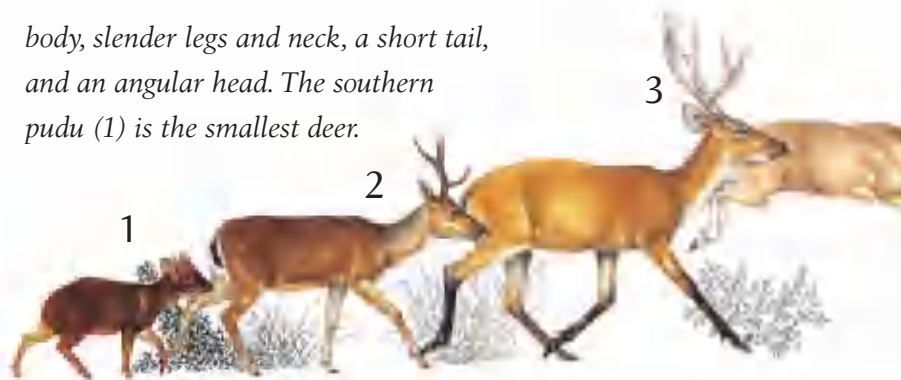 body, slender legs and neck, a short tail,
and an angular head. The southern
pudu (1) is the smallest deer.
3
2
1